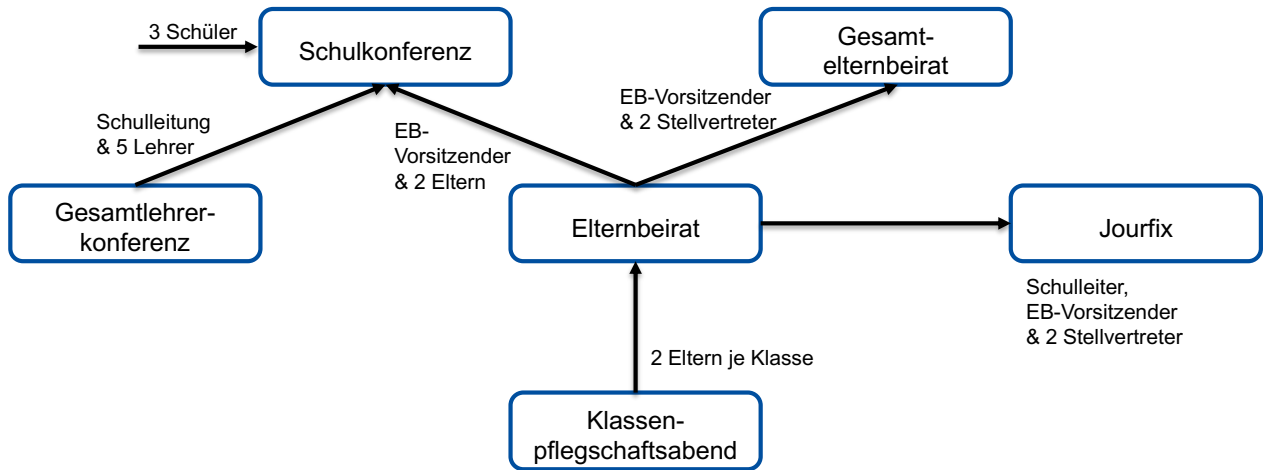 3 Schüler
Schulkonferenz
Gesamt-
elternbeirat
Schulleitung
& 5 Lehrer
EB-
Vorsitzender
& 2 Eltern
EB-Vorsitzender
& 2 Stellvertreter
Gesamtlehrer-
konferenz
Elternbeirat
Jourfix
Schulleiter,
EB-Vorsitzender
& 2 Stellvertreter
2 Eltern je Klasse
Klassen-
pflegschaftsabend